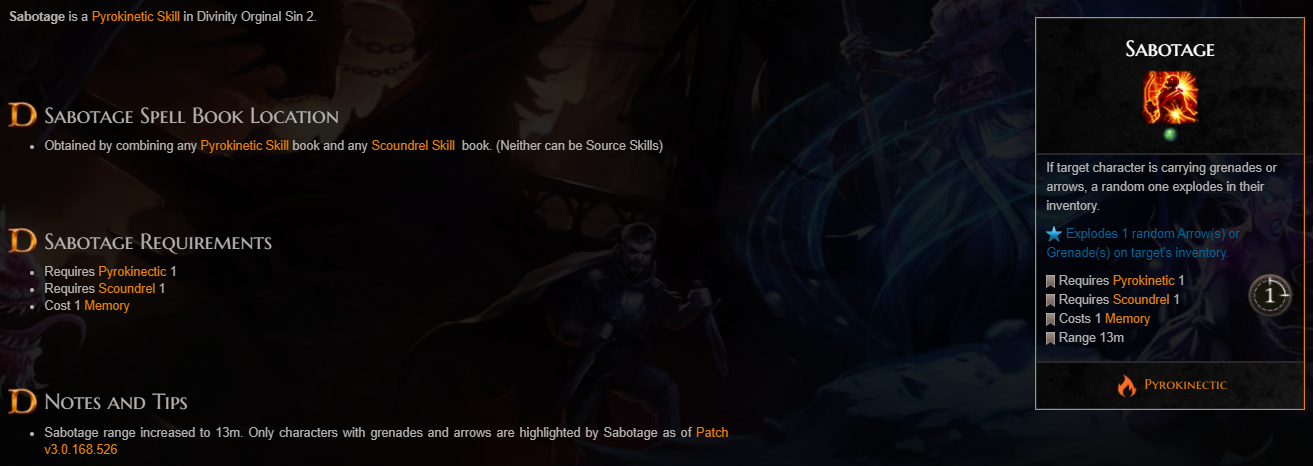 Sabotage is a Pyrokinetic Skill in Divinity Orginal Sin 2.
D Sabotage Spell Book Location
• Obtained by combining any Pyrokinetic Skill book and any Scoundrel Skill book. (Neither can be Source Skills)
D Sabotage Requirements
• Requires Pyrokinectic 1
• Requires Scoundrel 1
• Cost 1 Memory
D Notes and Tips
• Sabotage range increased to 13m. Only characters with grenades and arrows are highlighted by Sabotage as of Patch
v3.0.168.526
Sabotage
If target character is carrying grenades or
arrows, a random one explodes in their
inventory.
Explodes 1 random Arrow(s) or
Grenade(s) on target's inventory.
Requires Pyrokinetic 1
Requires Scoundrel 1
Costs 1 Memory
Range 13m
1
Pyrokinectic